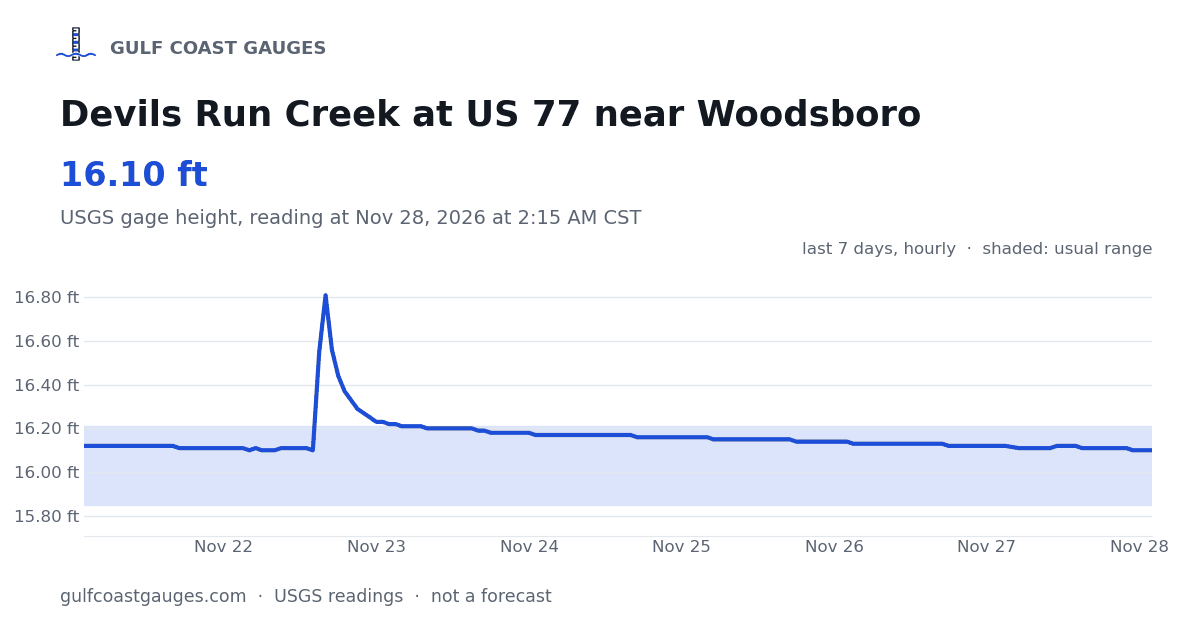 GULF COAST GAUGES
Devils Run Creek at US 77 near Woodsboro
16.10 ft
USGS gage height, reading at Nov 28, 2026 at 2:15 AM CST
last 7 days, hourly · shaded: usual range
16.80 ft
16.60 ft
16.40 ft
16.20 ft
16.00 ft
15.80 ft
Nov 22 Nov 23 Nov 24 Nov 25 Nov 26 Nov 27 Nov 28
gulfcoastgauges.com · USGS readings · not a forecast